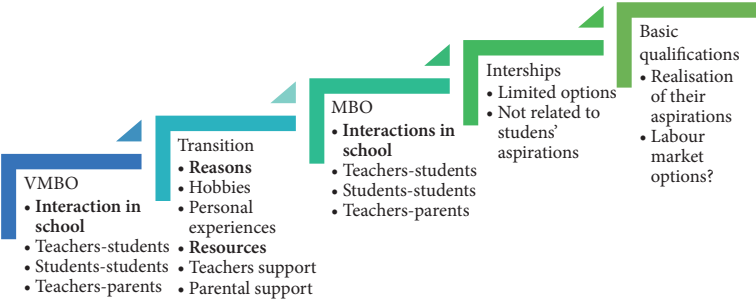 VMBO
• Interaction in
school
• Teachers-students
• Students-students
• Teachers-parents
Transition
• Reasons
• Hobbies
• Personal
experiences
• Resources
• Teachers support
• Parental support
MBO
• Interactions in
school
• Teachers-students
• Students-students
• Teachers-parents
Interships
• Limited options
• Not related to
studens’
aspirations
Basic
qualifications
• Realisation
of their
aspirations
• Labour
market
options?